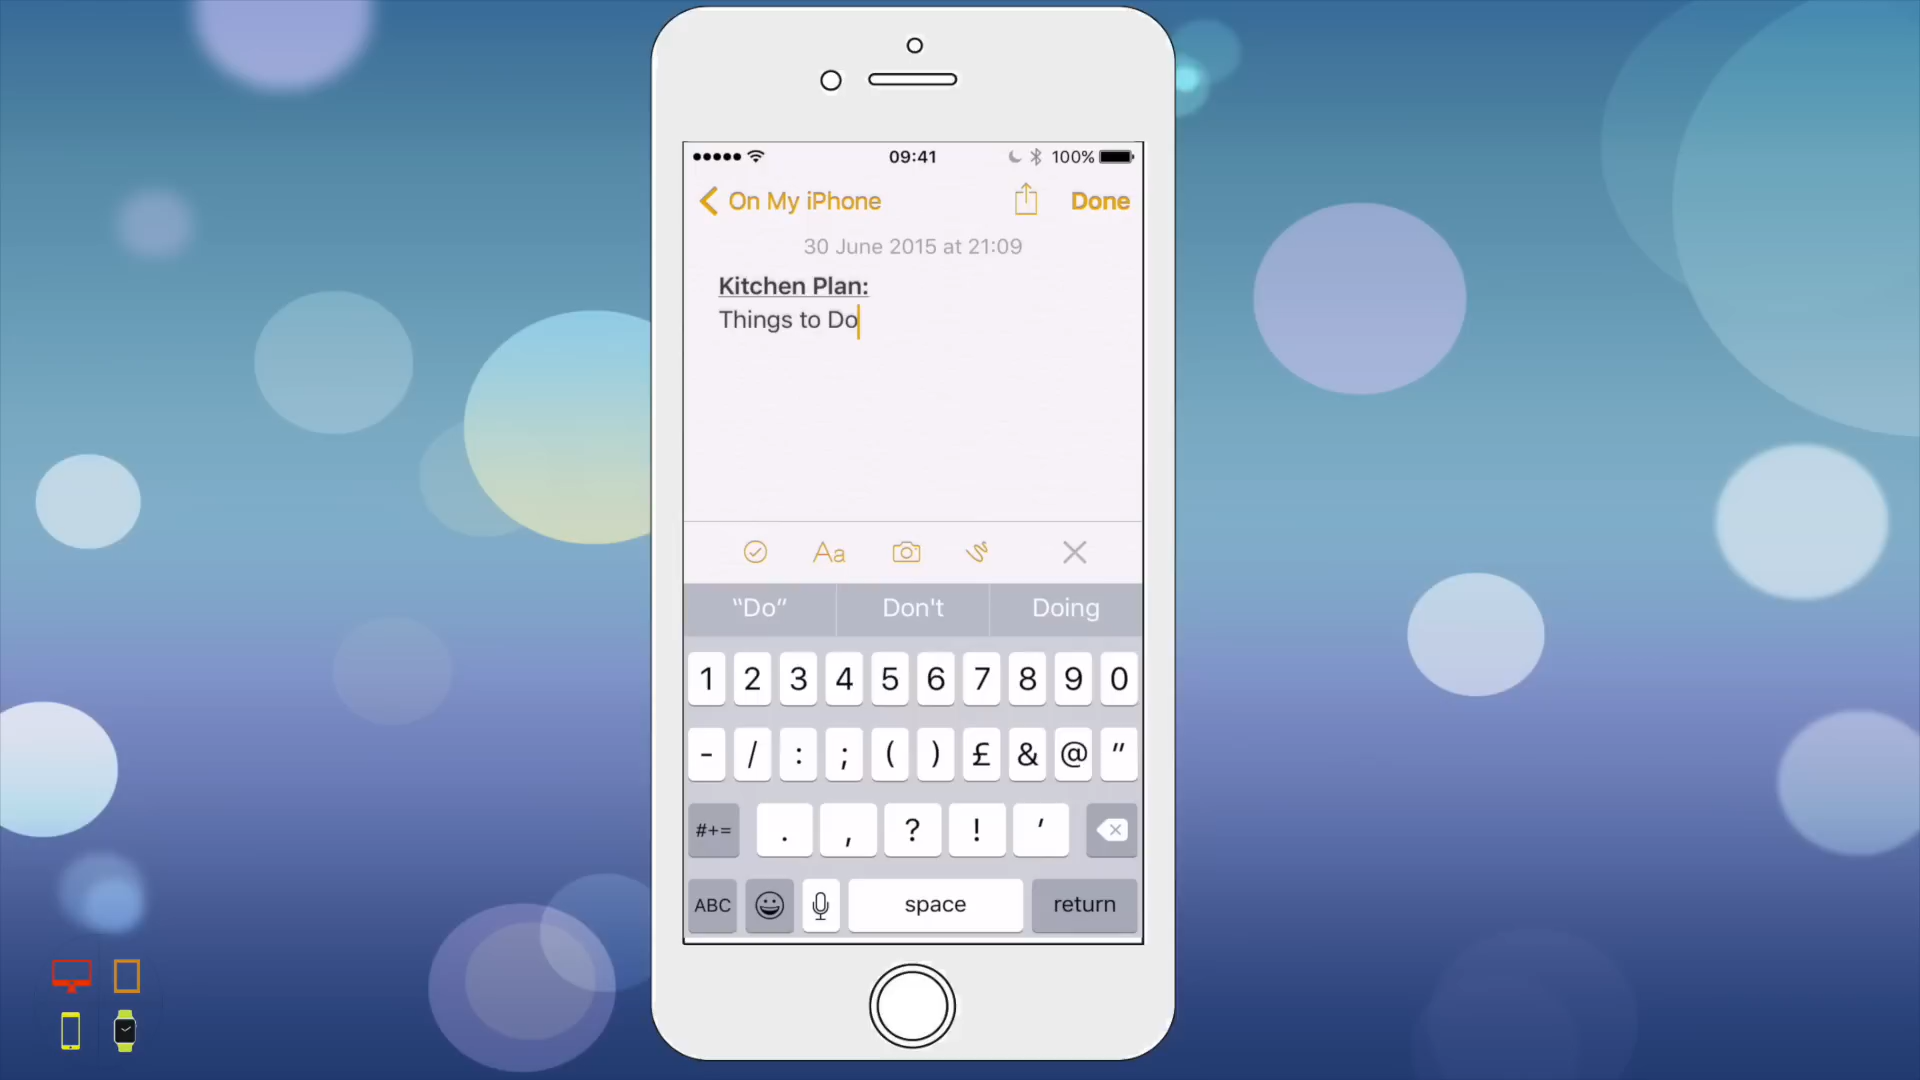 09:41 100%
On My iPhone Done
30 June 2015 at 21:09
Kitchen Plan:
Things to Do
Aa
“Do” Don't Doing
1 2 3 4 5 6 7 8 9 0
- / : ; ( ) £ & @ "
#+= . , ? ! ’
ABC space return